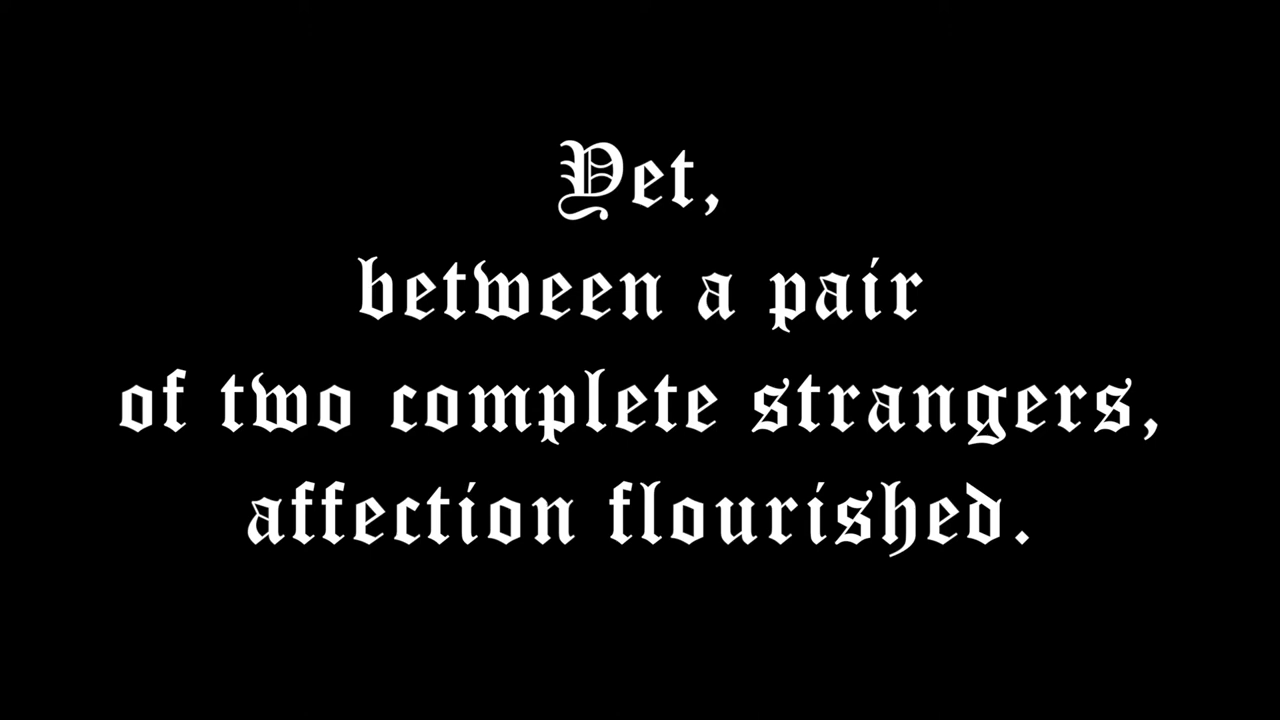 Yet,
between a pair
of two complete strangers,
affection flourished.